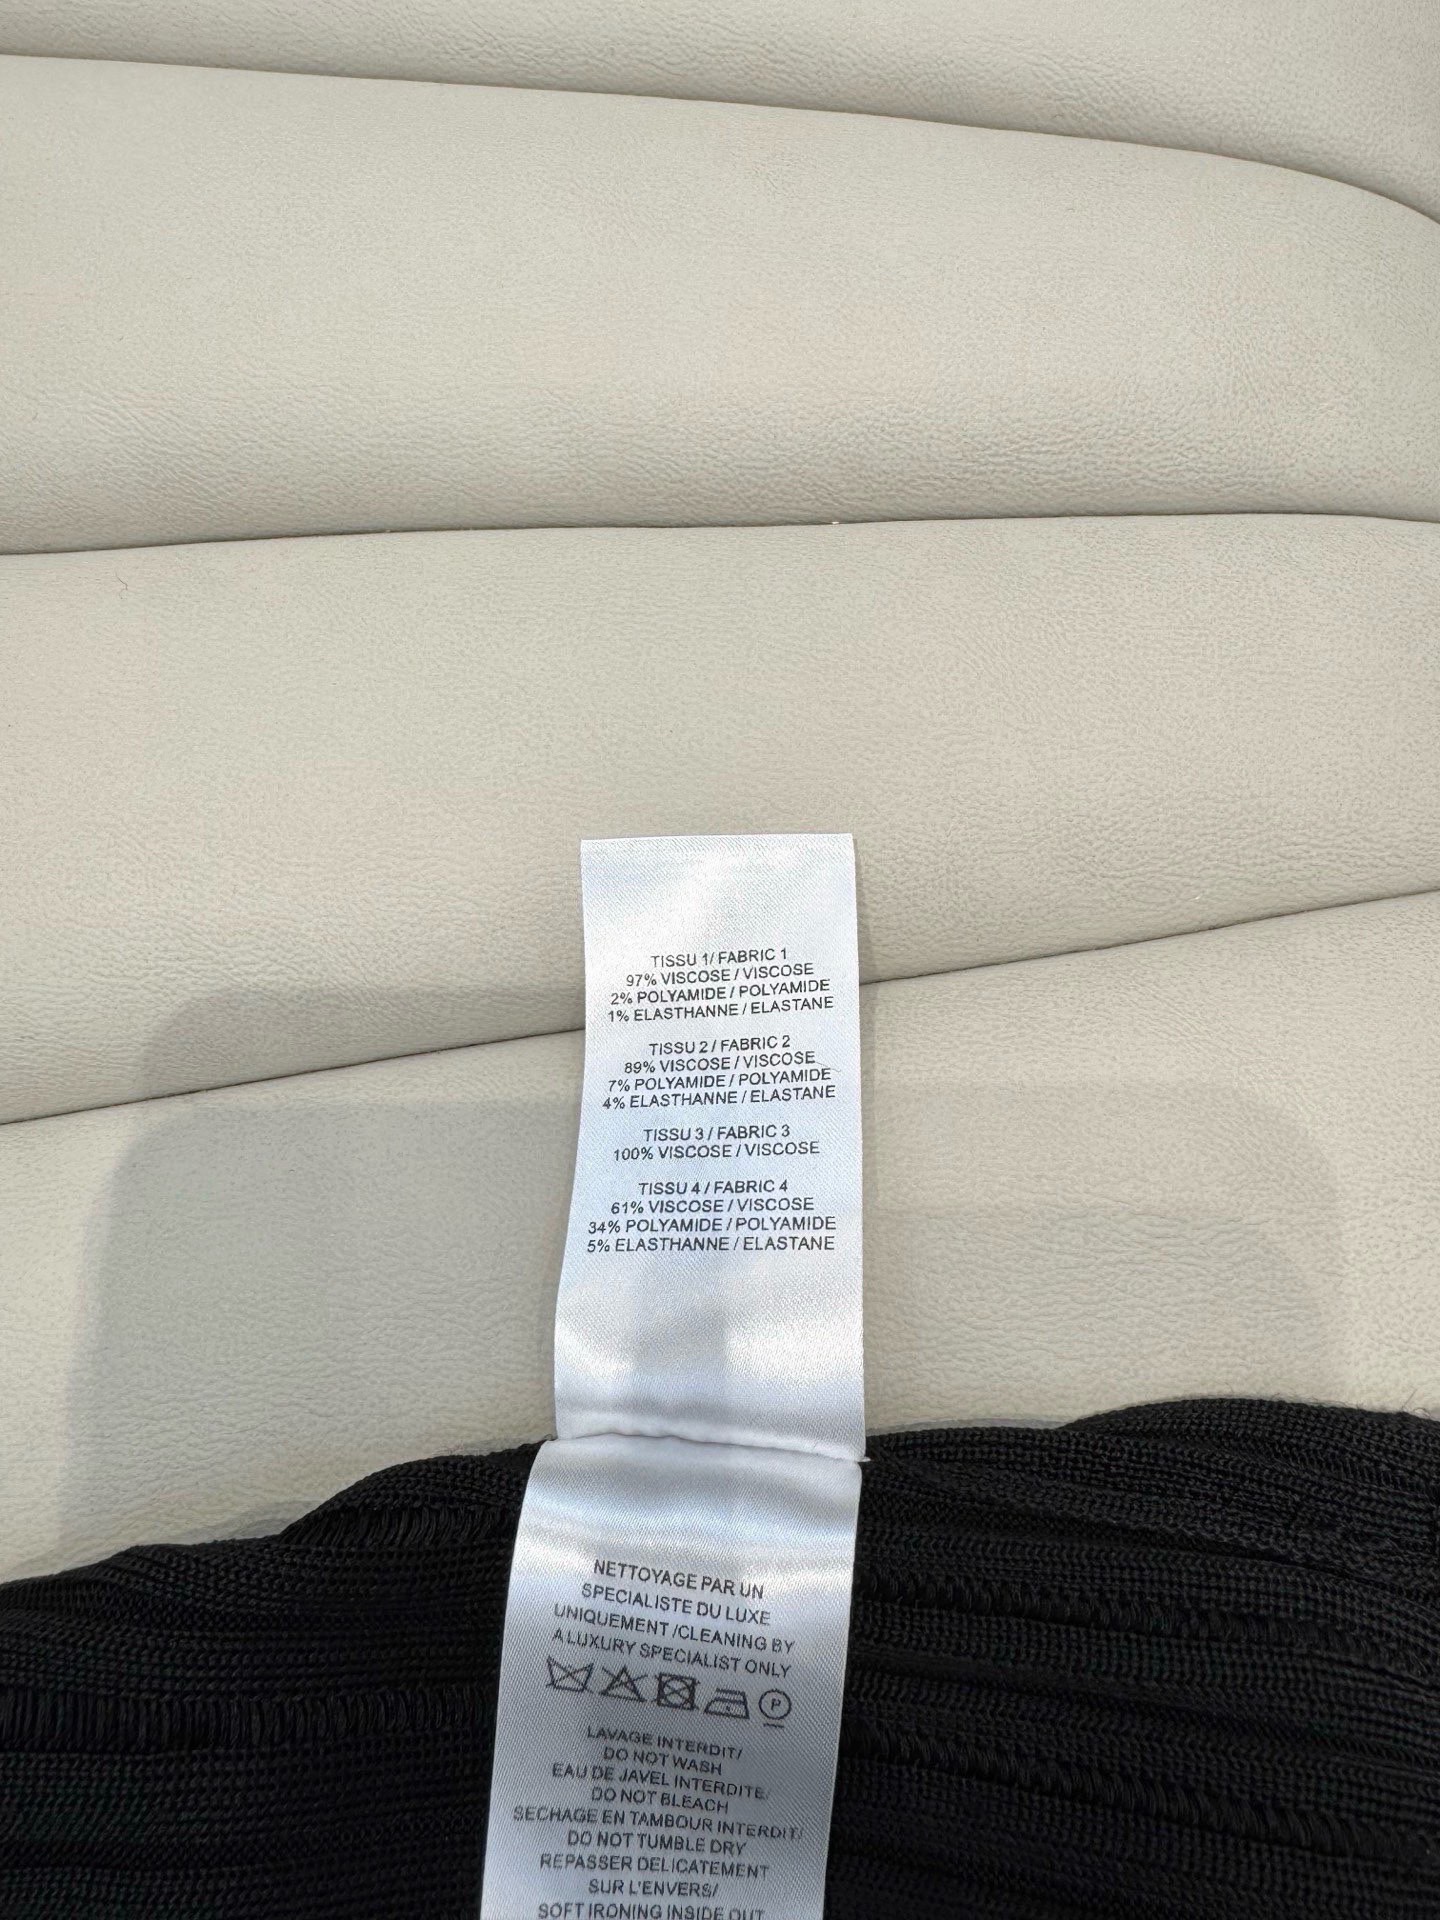 TISSU 1/ FABRIC 1
97% VISCOSE / VISCOSE
2% POLYAMIDE / POLYAMIDE
1% ELASTHANNE / ELASTANE
TISSU 2 / FABRIC 2
89% VISCOSE / VISCOSE
7% POLYAMIDE / POLYAMIDE
4% ELASTHANNE / ELASTANE
TISSU 3 / FABRIC 3
100% VISCOSE / VISCOSE
TISSU 4 / FABRIC 4
61% VISCOSE / VISCOSE
34% POLYAMIDE / POLYAMIDE
5% ELASTHANNE / ELASTANE
NETTOYAGE PAR UN
SPECIALISTE DU LUXE
UNIQUEMENT /CLEANING BY
A LUXURY SPECIALIST ONLY
P
LAVAGE INTERDIT/
DO NOT WASH
EAU DE JAVEL INTERDITE/
DO NOT BLEACH
SECHAGE EN TAMBOUR INTERDIT/
DO NOT TUMBLE DRY
REPASSER DELICATEMENT
SUR L'ENVERS/
SOFT IRONING INSIDE OUT